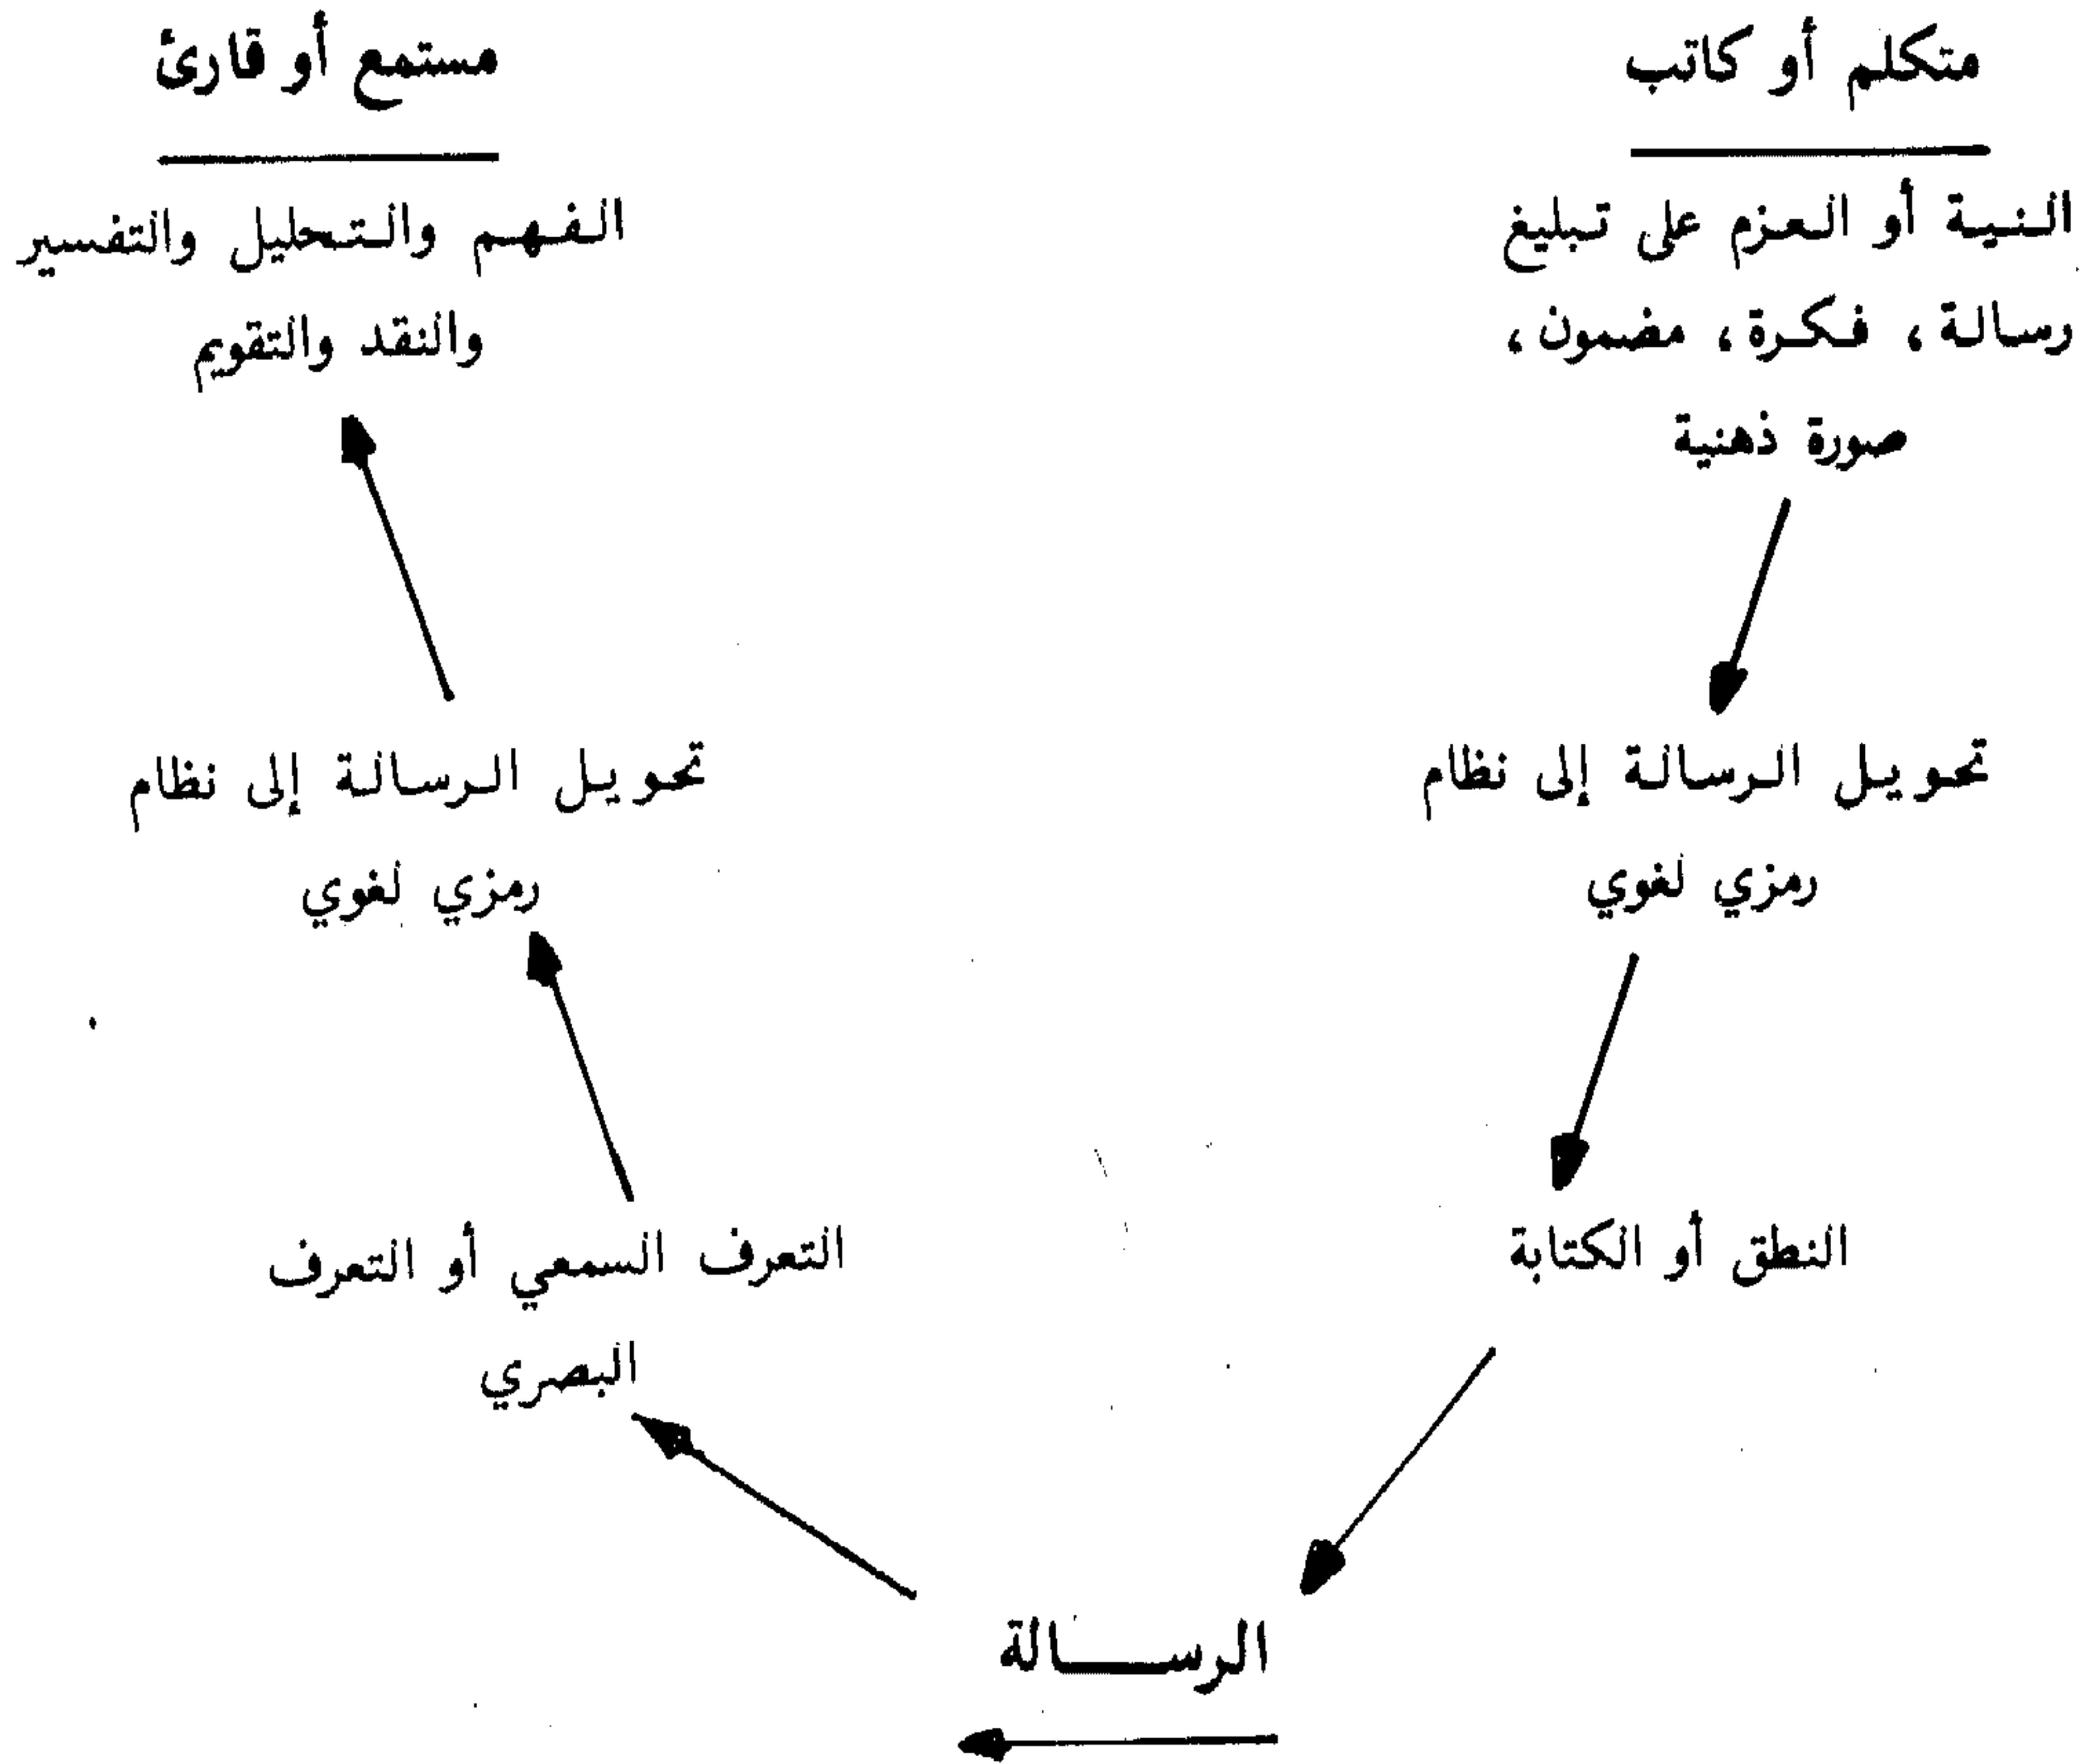 متكلم أو كاتب
النية أو العزم على تبليغ
رسالة، فكرة، مضمون،
صورة ذهنية
تحويل الرسالة إلى نظام
رمزي لغوي
النطق أو الكتابة
الرســـالة
مستمع أو قارئ
الفهم والتحليل والتفسير
والنقد والتقويم
تحويل الرسالة إلى نظام
رمزي لغوي
التعرف السمعي أو التعرف
البصري